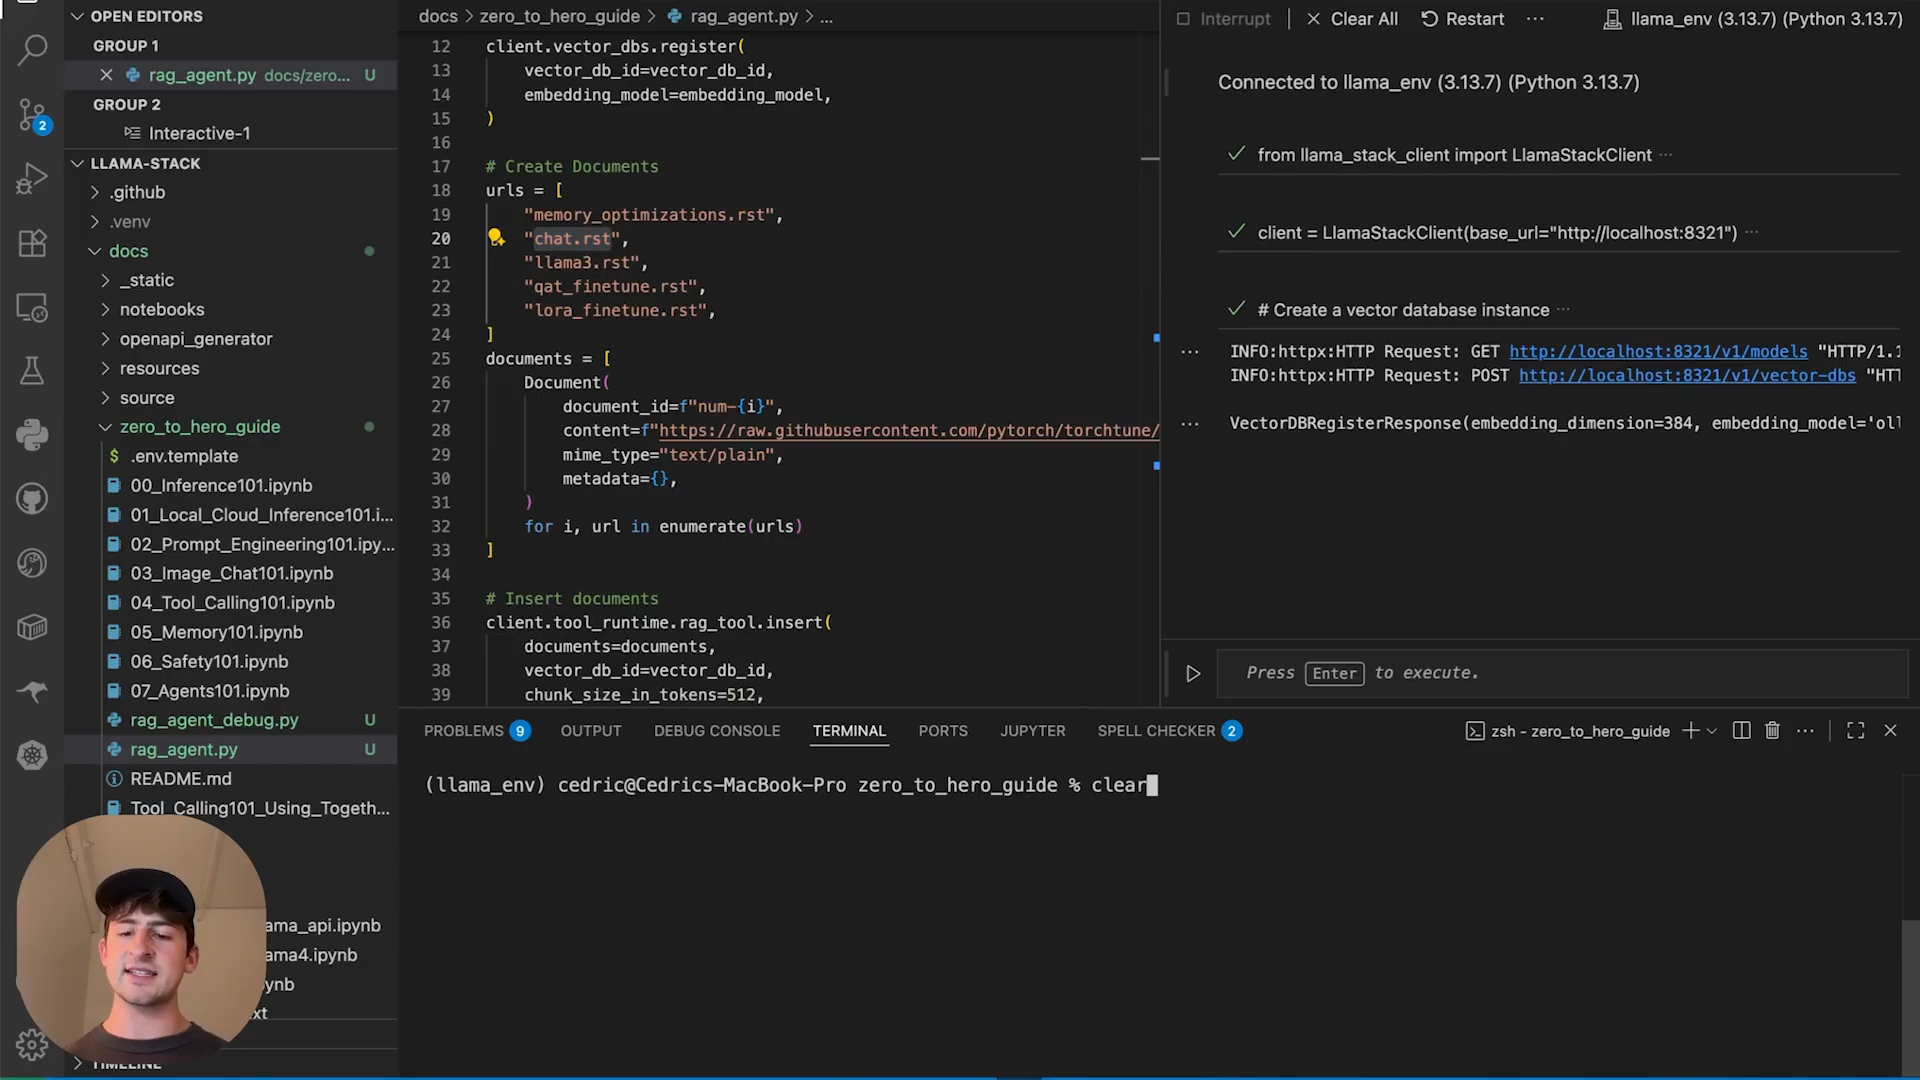 OPEN EDITORS
GROUP 1
rag_agent.py docs/zero... U
GROUP 2
Interactive-1
LLAMA-STACK
.github
.venv
docs
_static
notebooks
openapi_generator
resources
source
zero_to_hero_guide
$ .env.template
00_Inference101.ipynb
01_Local_Cloud_Inference101.i...
02_Prompt_Engineering101.ipy...
03_Image_Chat101.ipynb
04_Tool_Calling101.ipynb
05_Memory101.ipynb
06_Safety101.ipynb
07_Agents101.ipynb
rag_agent_debug.py U
rag_agent.py U
README.md
Tool_Calling101_Using_Togeth...
ama_api.ipynb
ama4.ipynb
ynb
xt
TIMELINE
2
docs > zero_to_hero_guide > rag_agent.py > ...
12 client.vector_dbs.register(
13 vector_db_id=vector_db_id,
14 embedding_model=embedding_model,
15 )
16
17 # Create Documents
18 urls = [
19 "memory_optimizations.rst",
20 "chat.rst",
21 "llama3.rst",
22 "qat_finetune.rst",
23 "lora_finetune.rst",
24 ]
25 documents = [
26 Document(
27 document_id=f"num-{i}",
28 content=f"https://raw.githubusercontent.com/pytorch/torchtune/
29 mime_type="text/plain",
30 metadata={},
31 )
32 for i, url in enumerate(urls)
33 ]
34
35 # Insert documents
36 client.tool_runtime.rag_tool.insert(
37 documents=documents,
38 vector_db_id=vector_db_id,
39 chunk_size_in_tokens=512,
Interrupt | Clear All Restart ... llama_env (3.13.7) (Python 3.13.7)
Connected to llama_env (3.13.7) (Python 3.13.7)
from llama_stack_client import LlamaStackClient ...
client = LlamaStackClient(base_url="http://localhost:8321") ...
# Create a vector database instance ...
... INFO:httpx:HTTP Request: GET http://localhost:8321/v1/models "HTTP/1.1
INFO:httpx:HTTP Request: POST http://localhost:8321/v1/vector-dbs "HTT
... VectorDBRegisterResponse(embedding_dimension=384, embedding_model='oll
Press Enter to execute.
PROBLEMS 9 OUTPUT DEBUG CONSOLE TERMINAL PORTS JUPYTER SPELL CHECKER 2 zsh - zero_to_hero_guide
(llama_env) cedric@Cedrics-MacBook-Pro zero_to_hero_guide % clear